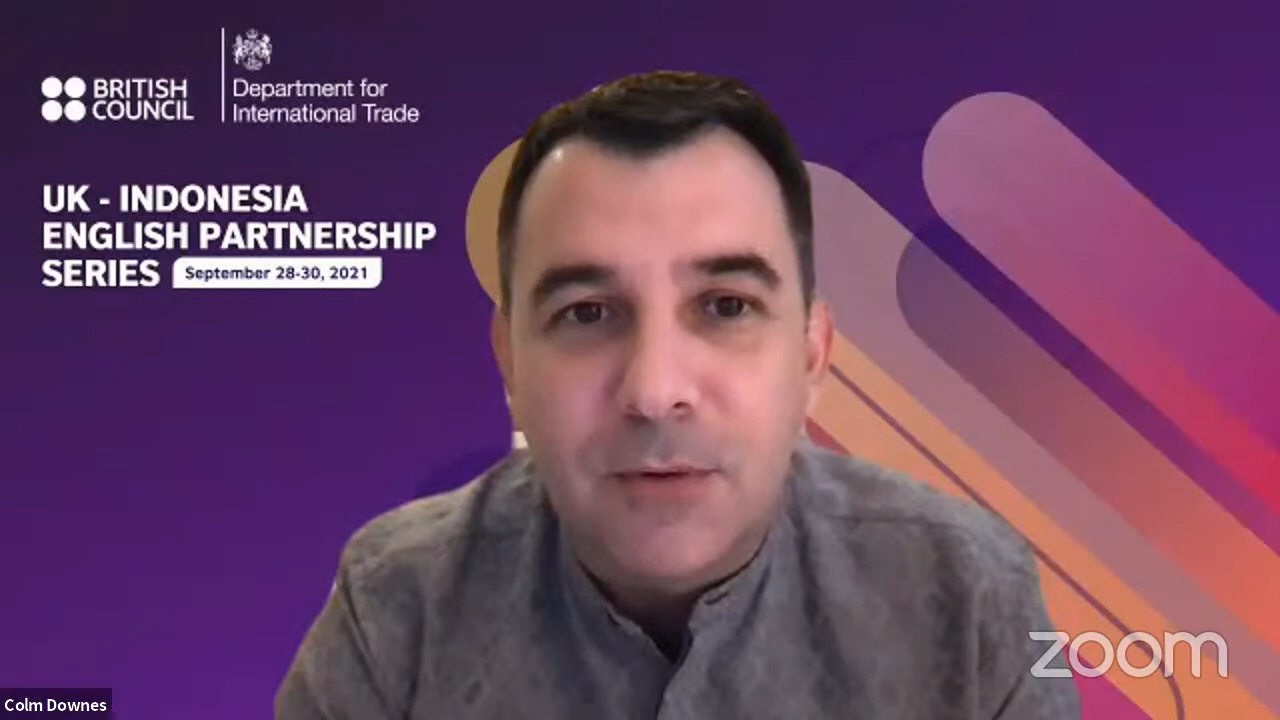 BRITISH
COUNCIL
Department for
International Trade
UK - INDONESIA
ENGLISH PARTNERSHIP
SERIES September 28-30, 2021
zoom
Colm Downes